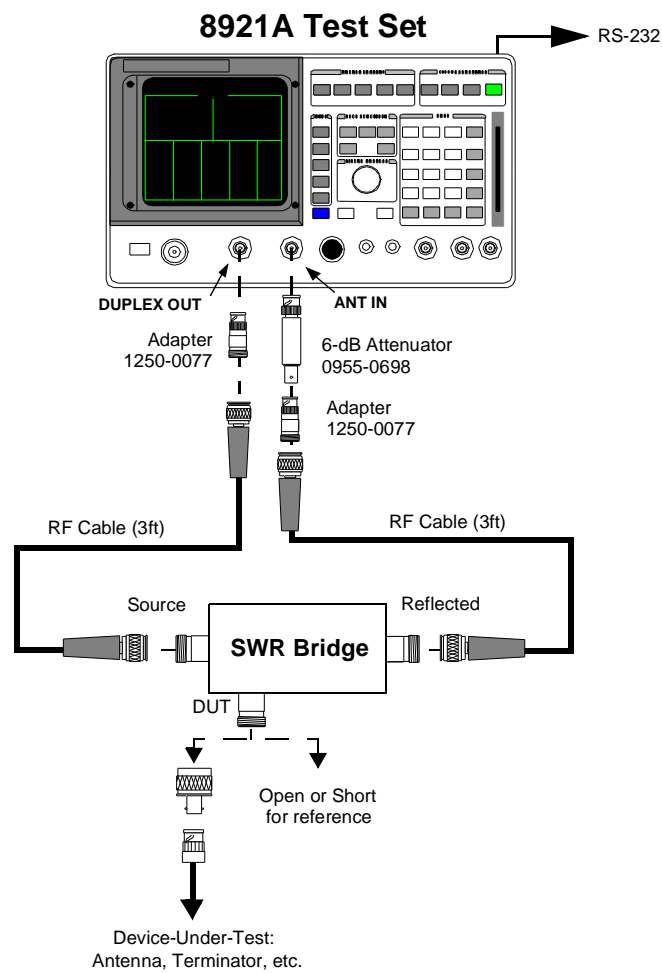 8921A Test Set
RS-232
DUPLEX OUT
ANT IN
Adapter
1250-0077
6-dB Attenuator
0955-0698
Adapter
1250-0077
RF Cable (3ft)
RF Cable (3ft)
Source
Reflected
SWR Bridge
DUT
Open or Short
for reference
Device-Under-Test:
Antenna, Terminator, etc.